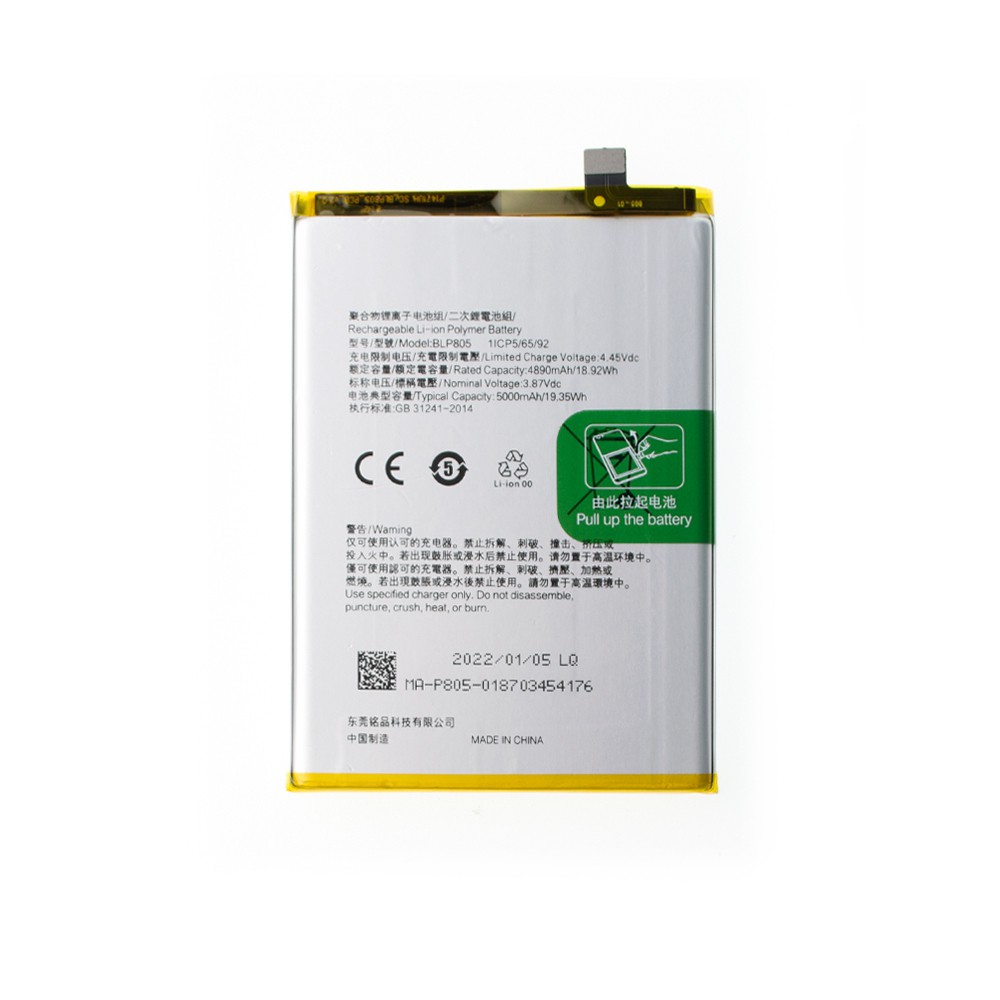 805-01
聚合物锂离子电池组/二次鋰電池組/
Rechargeable Li-ion Polymer Battery
型号/型號/Model:BLP805 1ICP5/65/92
充电限制电压/充電限制電壓/Limited Charge Voltage:4.45Vdc
额定容量/額定電容量/Rated Capacity:4890mAh/18.92Wh
标称电压/標稱電壓/Nominal Voltage:3.87Vdc
电池典型容量/Typical Capacity:5000mAh/19.35Wh
执行标准:GB 31241-2014
CE
5
Li-ion 00
由此拉起电池
Pull up the battery
警告/Warning
仅可使用认可的充电器。禁止拆解、刺破、撞击、挤压或
投入火中。若出现鼓胀或浸水后禁止使用。请勿置于高温环境中。
僅可使用認可的充電器。禁止拆解、刺破、擠壓、加熱或
燃燒。若出現鼓脹或浸水後禁止使用。請勿置于高溫環境中。
Use specified charger only. Do not disassemble,
puncture, crush, heat, or burn.
2022/01/05 LQ
MA-P805-018703454176
东莞铭品科技有限公司
中国制造 MADE IN CHINA